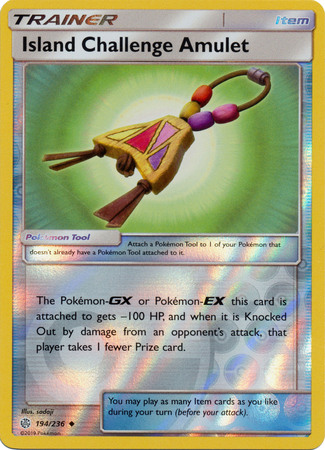 TRAINER Item
Island Challenge Amulet
Pokémon Tool
Attach a Pokémon Tool to 1 of your Pokémon that
doesn't already have a Pokémon Tool attached to it.
The Pokémon-GX or Pokémon-EX this card is
attached to gets -100 HP, and when it is Knocked
Out by damage from an opponent's attack, that
player takes 1 fewer Prize card.
Illus. sadaji
194/236
©2019 Pokémon
You may play as many Item cards as you like
during your turn (before your attack).